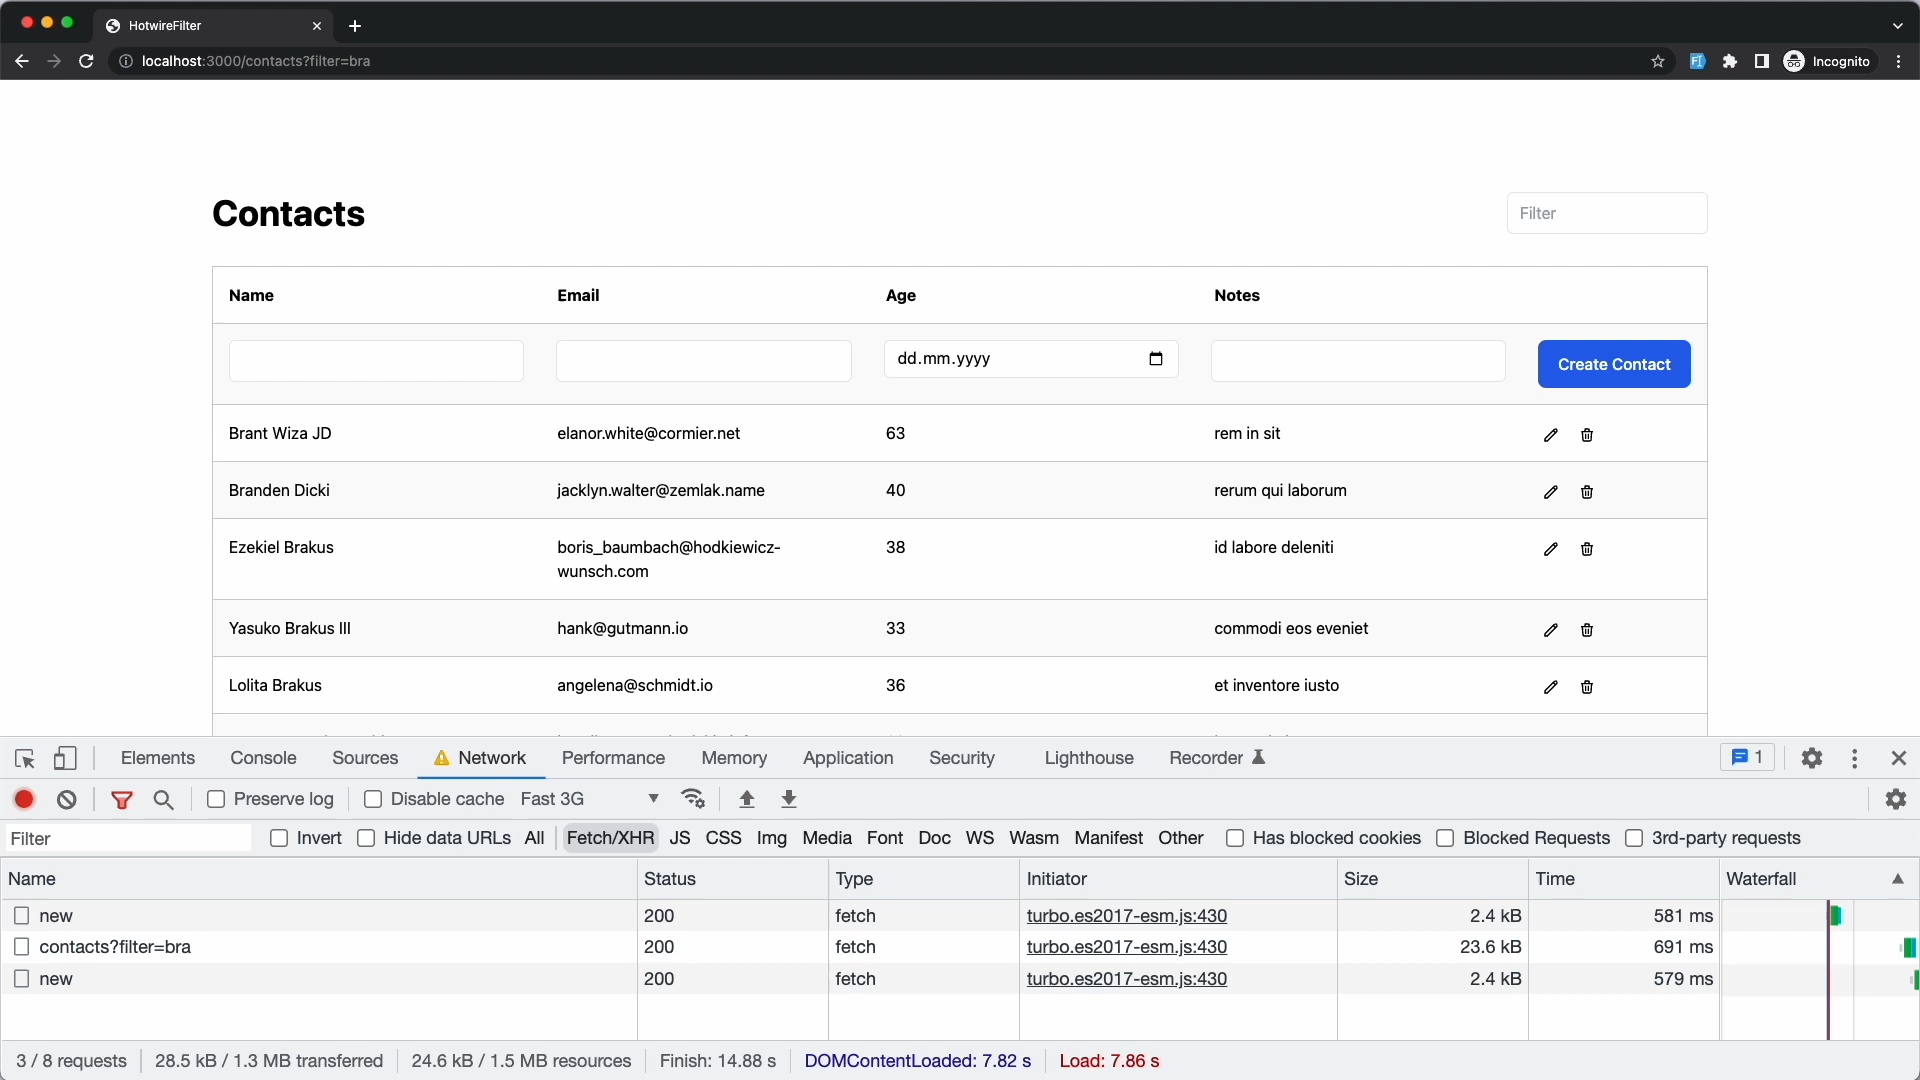 HotwireFilter
localhost:3000/contacts?filter=bra
Incognito
Contacts
Filter
Name Email Age Notes
dd.mm.yyyy
Create Contact
Brant Wiza JD elanor.white@cormier.net 63 rem in sit
Branden Dicki jacklyn.walter@zemlak.name 40 rerum qui laborum
Ezekiel Brakus boris_baumbach@hodkiewicz- 38 id labore deleniti
wunsch.com
Yasuko Brakus III hank@gutmann.io 33 commodi eos eveniet
Lolita Brakus angelena@schmidt.io 36 et inventore iusto
Elements Console Sources Network Performance Memory Application Security Lighthouse Recorder 1
Preserve log Disable cache Fast 3G
Filter Invert Hide data URLs All Fetch/XHR JS CSS Img Media Font Doc WS Wasm Manifest Other Has blocked cookies Blocked Requests 3rd-party requests
Name Status Type Initiator Size Time Waterfall
new 200 fetch turbo.es2017-esm.js:430 2.4 kB 581 ms
contacts?filter=bra 200 fetch turbo.es2017-esm.js:430 23.6 kB 691 ms
new 200 fetch turbo.es2017-esm.js:430 2.4 kB 579 ms
3 / 8 requests 28.5 kB / 1.3 MB transferred 24.6 kB / 1.5 MB resources Finish: 14.88 s DOMContentLoaded: 7.82 s Load: 7.86 s